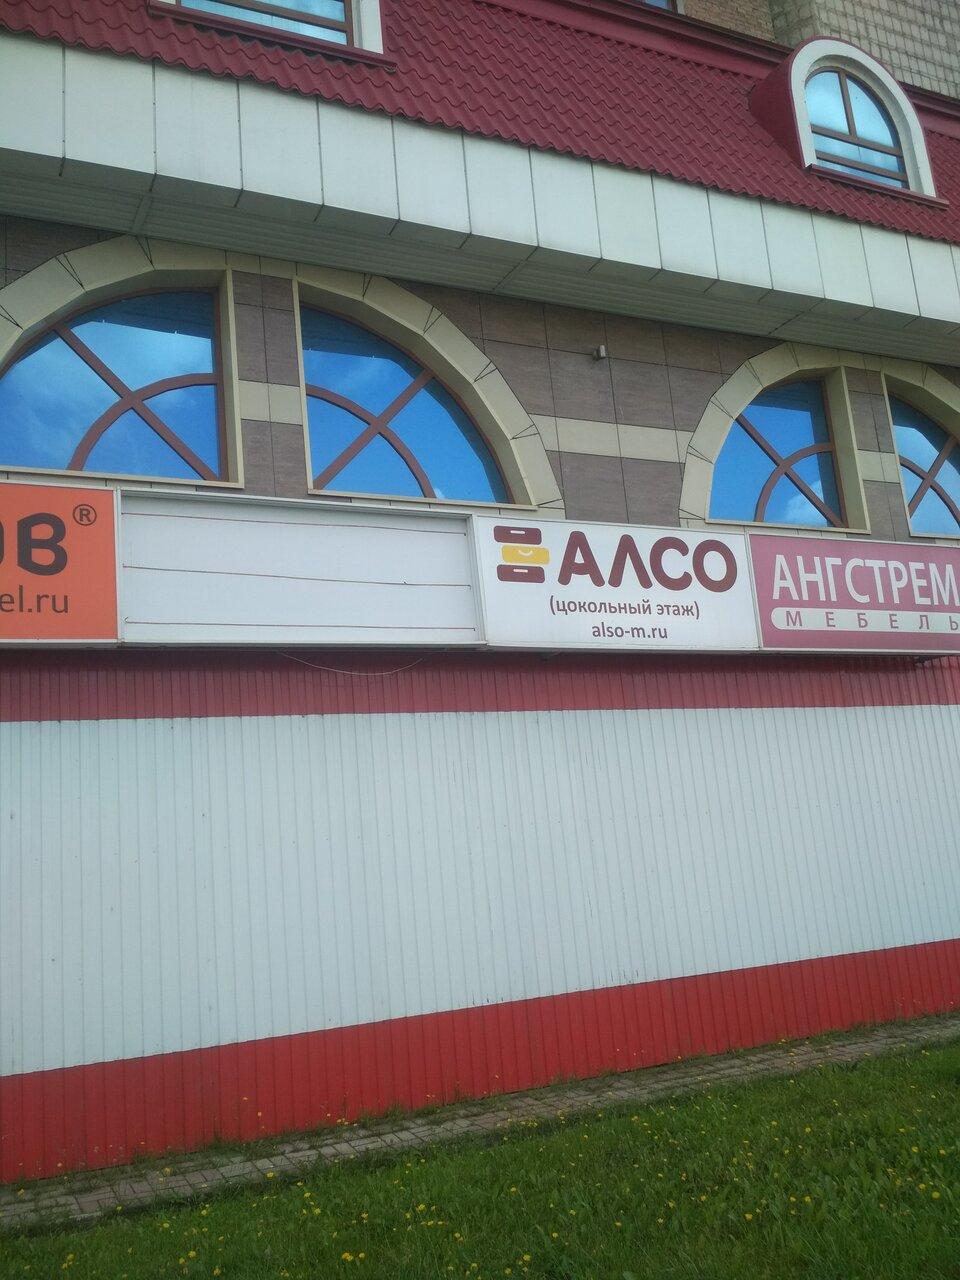 ОВ®
el.ru
АЛСО
(цокольный этаж)
also-m.ru
АНГСТРЕМ
МЕБЕЛЬ